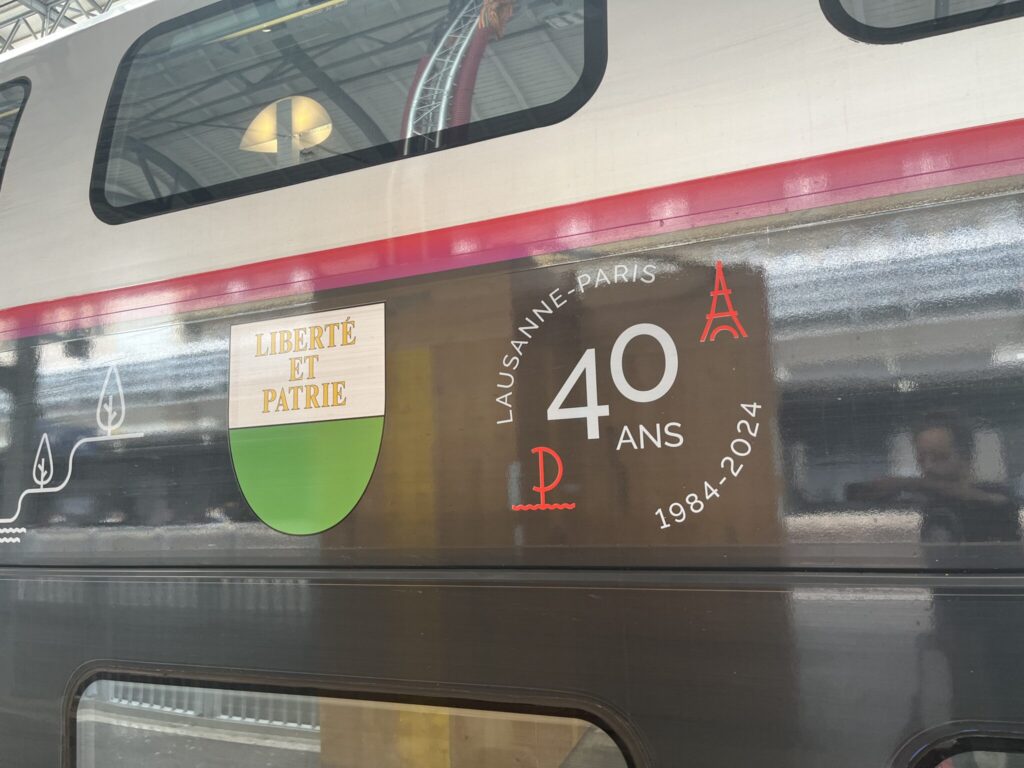 LIBERTÉ
ET
PATRIE
LAUSANNE-PARIS
40
ANS
1984-2024